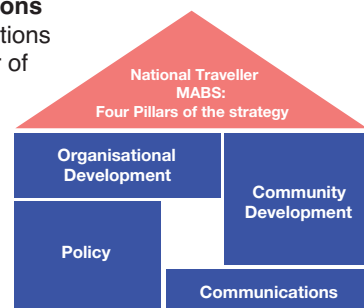 ons
tions
r of
National Traveller
MABS:
Four Pillars of the strategy
Organisational
Development
Community
Development
Policy
Communications